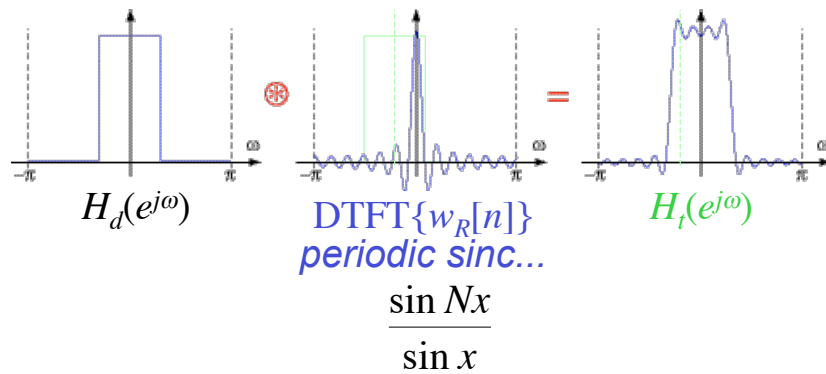 ⊛ =
ω ω ω
−π π −π π −π π
H_d(e^{jω}) DTFT{w_R[n]} H_t(e^{jω})
periodic sinc...
sin Nx
sin x